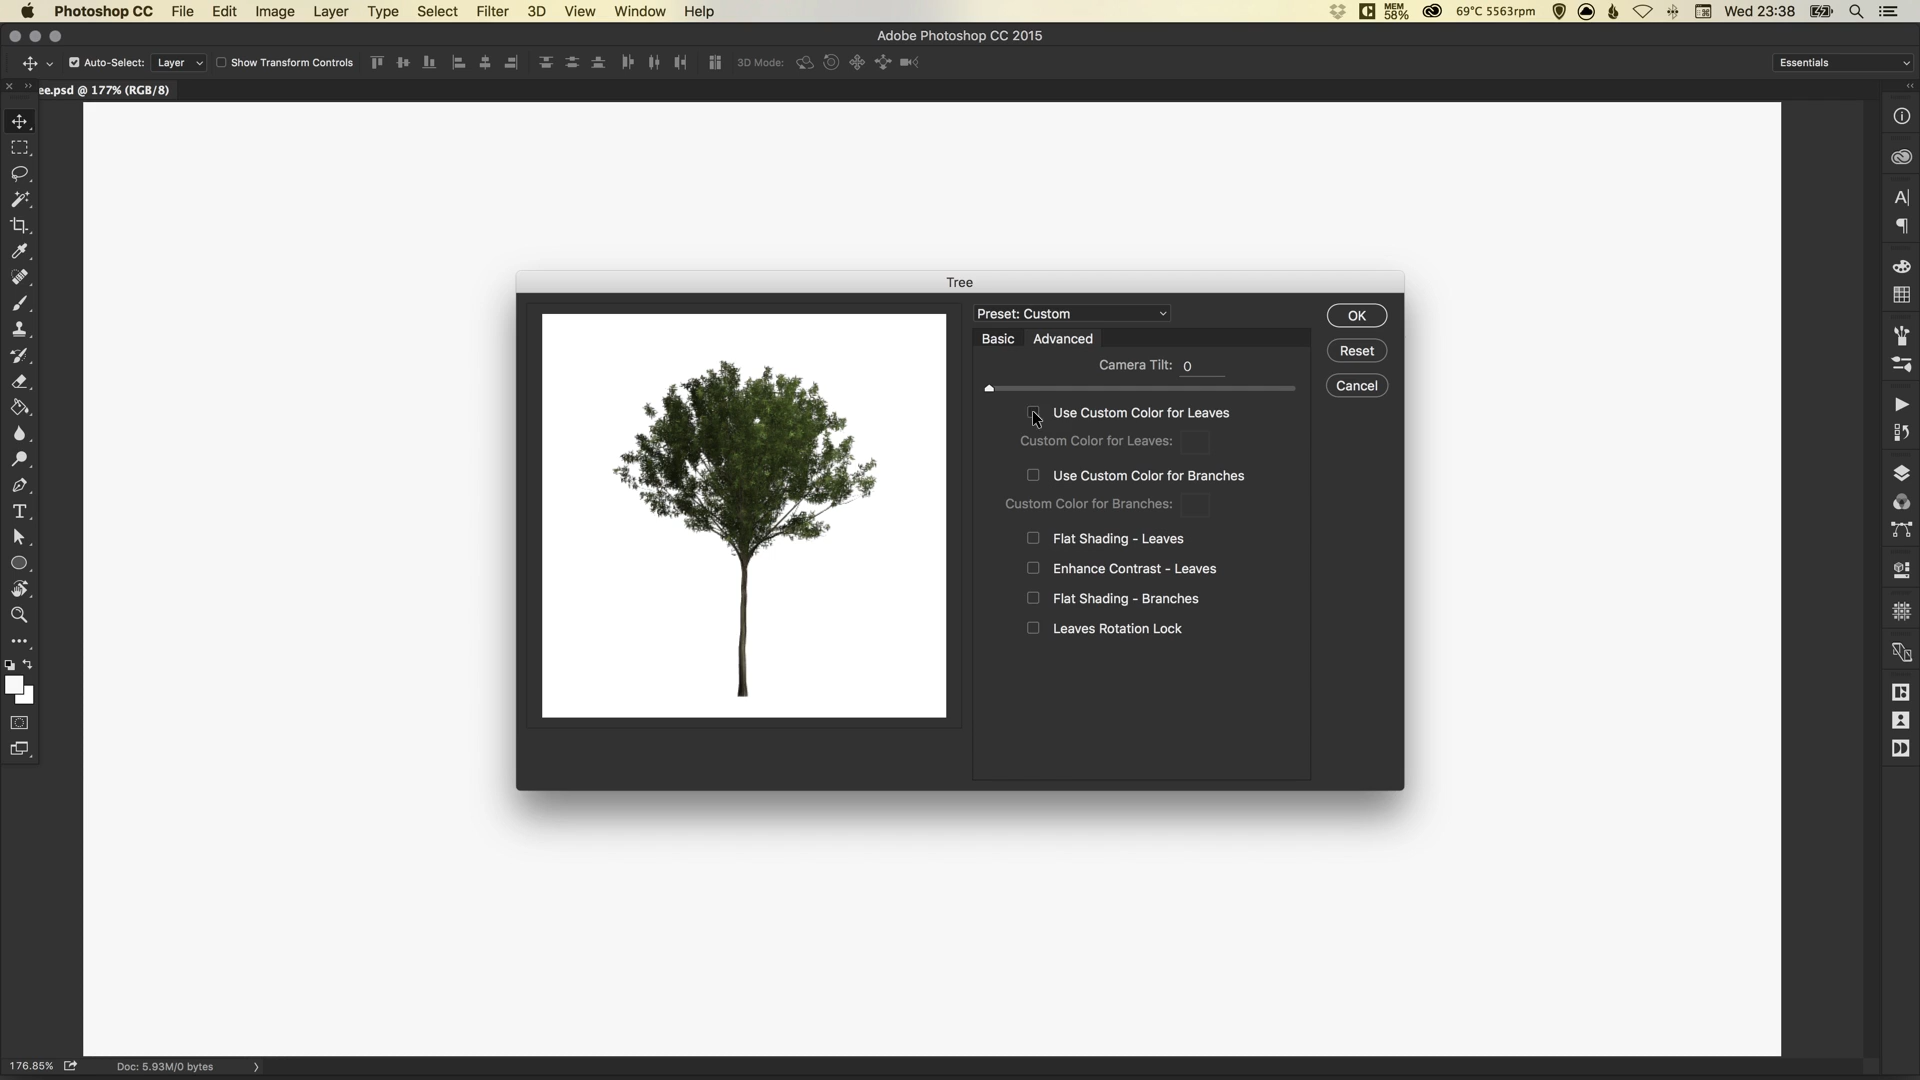 Photoshop CC File Edit Image Layer Type Select Filter 3D View Window Help MEM 58% 69°C 5563rpm Wed 23:38
Adobe Photoshop CC 2015
Auto-Select: Layer Show Transform Controls 3D Mode: Essentials
ee.psd @ 177% (RGB/8)
Tree
Preset: Custom
OK
Basic Advanced
Reset
Camera Tilt: 0
Cancel
Use Custom Color for Leaves
Custom Color for Leaves:
Use Custom Color for Branches
Custom Color for Branches:
Flat Shading - Leaves
Enhance Contrast - Leaves
Flat Shading - Branches
Leaves Rotation Lock
176.85% Doc: 5.93M/0 bytes